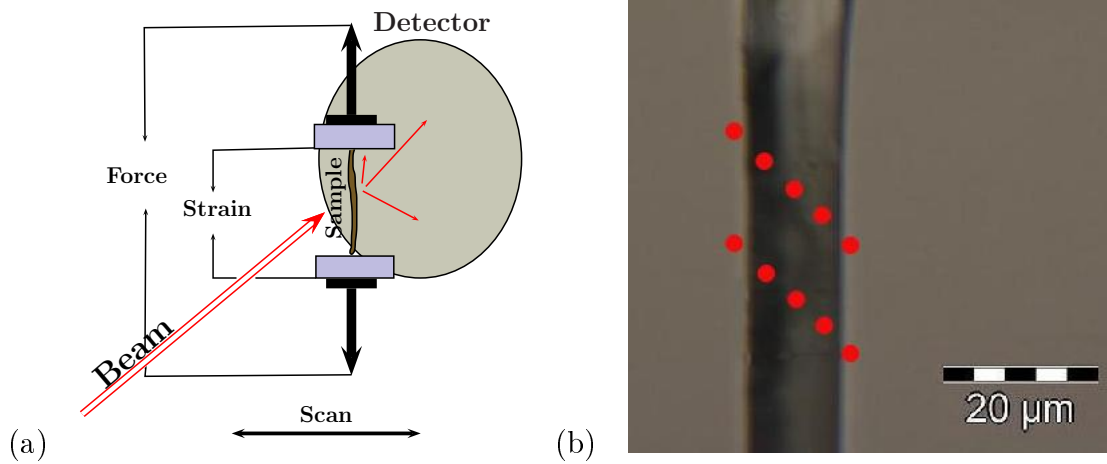 Detector
Force
Strain
Sample
Beam
Scan
(a)
(b)
20 µm